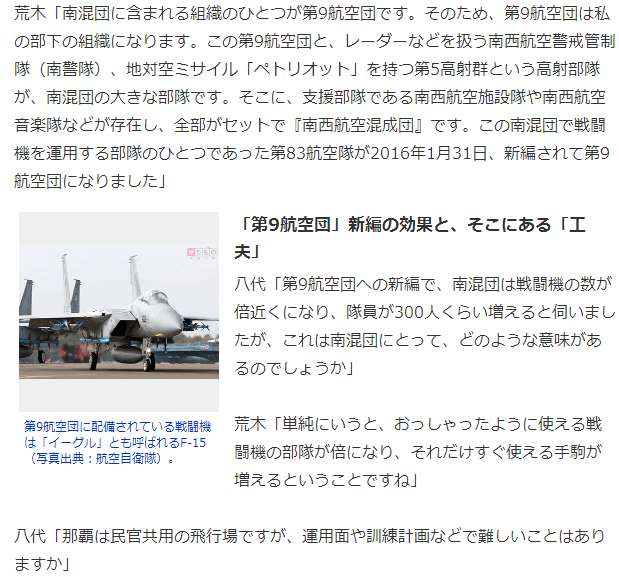 荒木「南混団に含まれる組織のひとつが第9航空団です。そのため、第9航空団は私
の部下の組織になります。この第9航空団と、レーダーなどを扱う南西航空警戒管制
隊（南警隊）、地対空ミサイル「ペトリオット」を持つ第5高射群という高射部隊
が、南混団の大きな部隊です。そこに、支援部隊である南西航空施設隊や南西航空
音楽隊などが存在し、全部がセットで『南西航空混成団』です。この南混団で戦闘
機を運用する部隊のひとつであった第83航空隊が2016年1月31日、新編されて第9
航空団になりました」
「第9航空団」新編の効果と、そこにある「工
夫」
八代「第9航空団への新編で、南混団は戦闘機の数が
倍近くになり、隊員が300人くらい増えると伺いまし
たが、これは南混団にとって、どのような意味があ
るのでしょうか」
荒木「単純にいうと、おっしゃったように使える戦
闘機の部隊が倍になり、それだけすぐ使える手駒が
増えるということですね」
第9航空団に配備されている戦闘機
は「イーグル」とも呼ばれるF-15
（写真出典：航空自衛隊）。
八代「那覇は民官共用の飛行場ですが、運用面や訓練計画などで難しいことはあり
ますか」